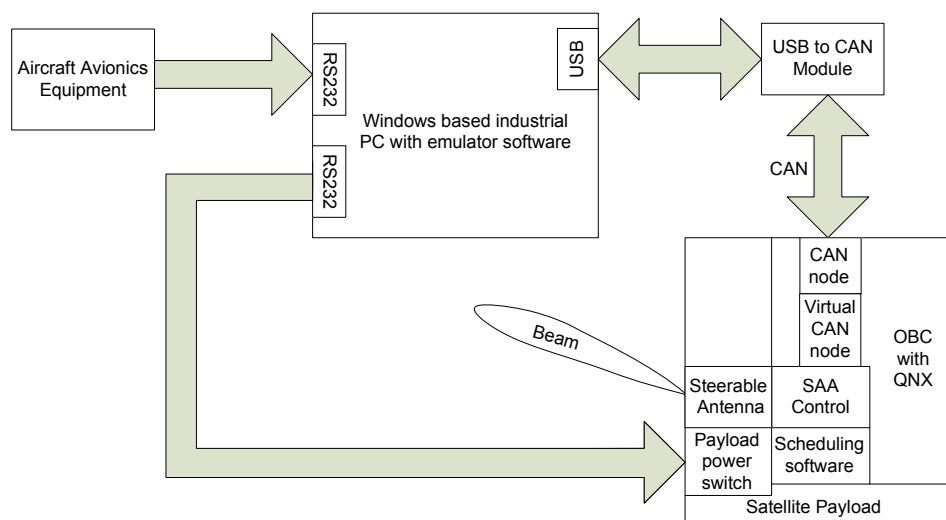 Aircraft Avionics
Equipment
RS232
RS232
USB
Windows based industrial
PC with emulator software
USB to CAN
Module
CAN
CAN
node
Virtual
CAN
node
OBC
with
QNX
Beam
Steerable
Antenna
SAA
Control
Payload
power
switch
Scheduling
software
Satellite Payload